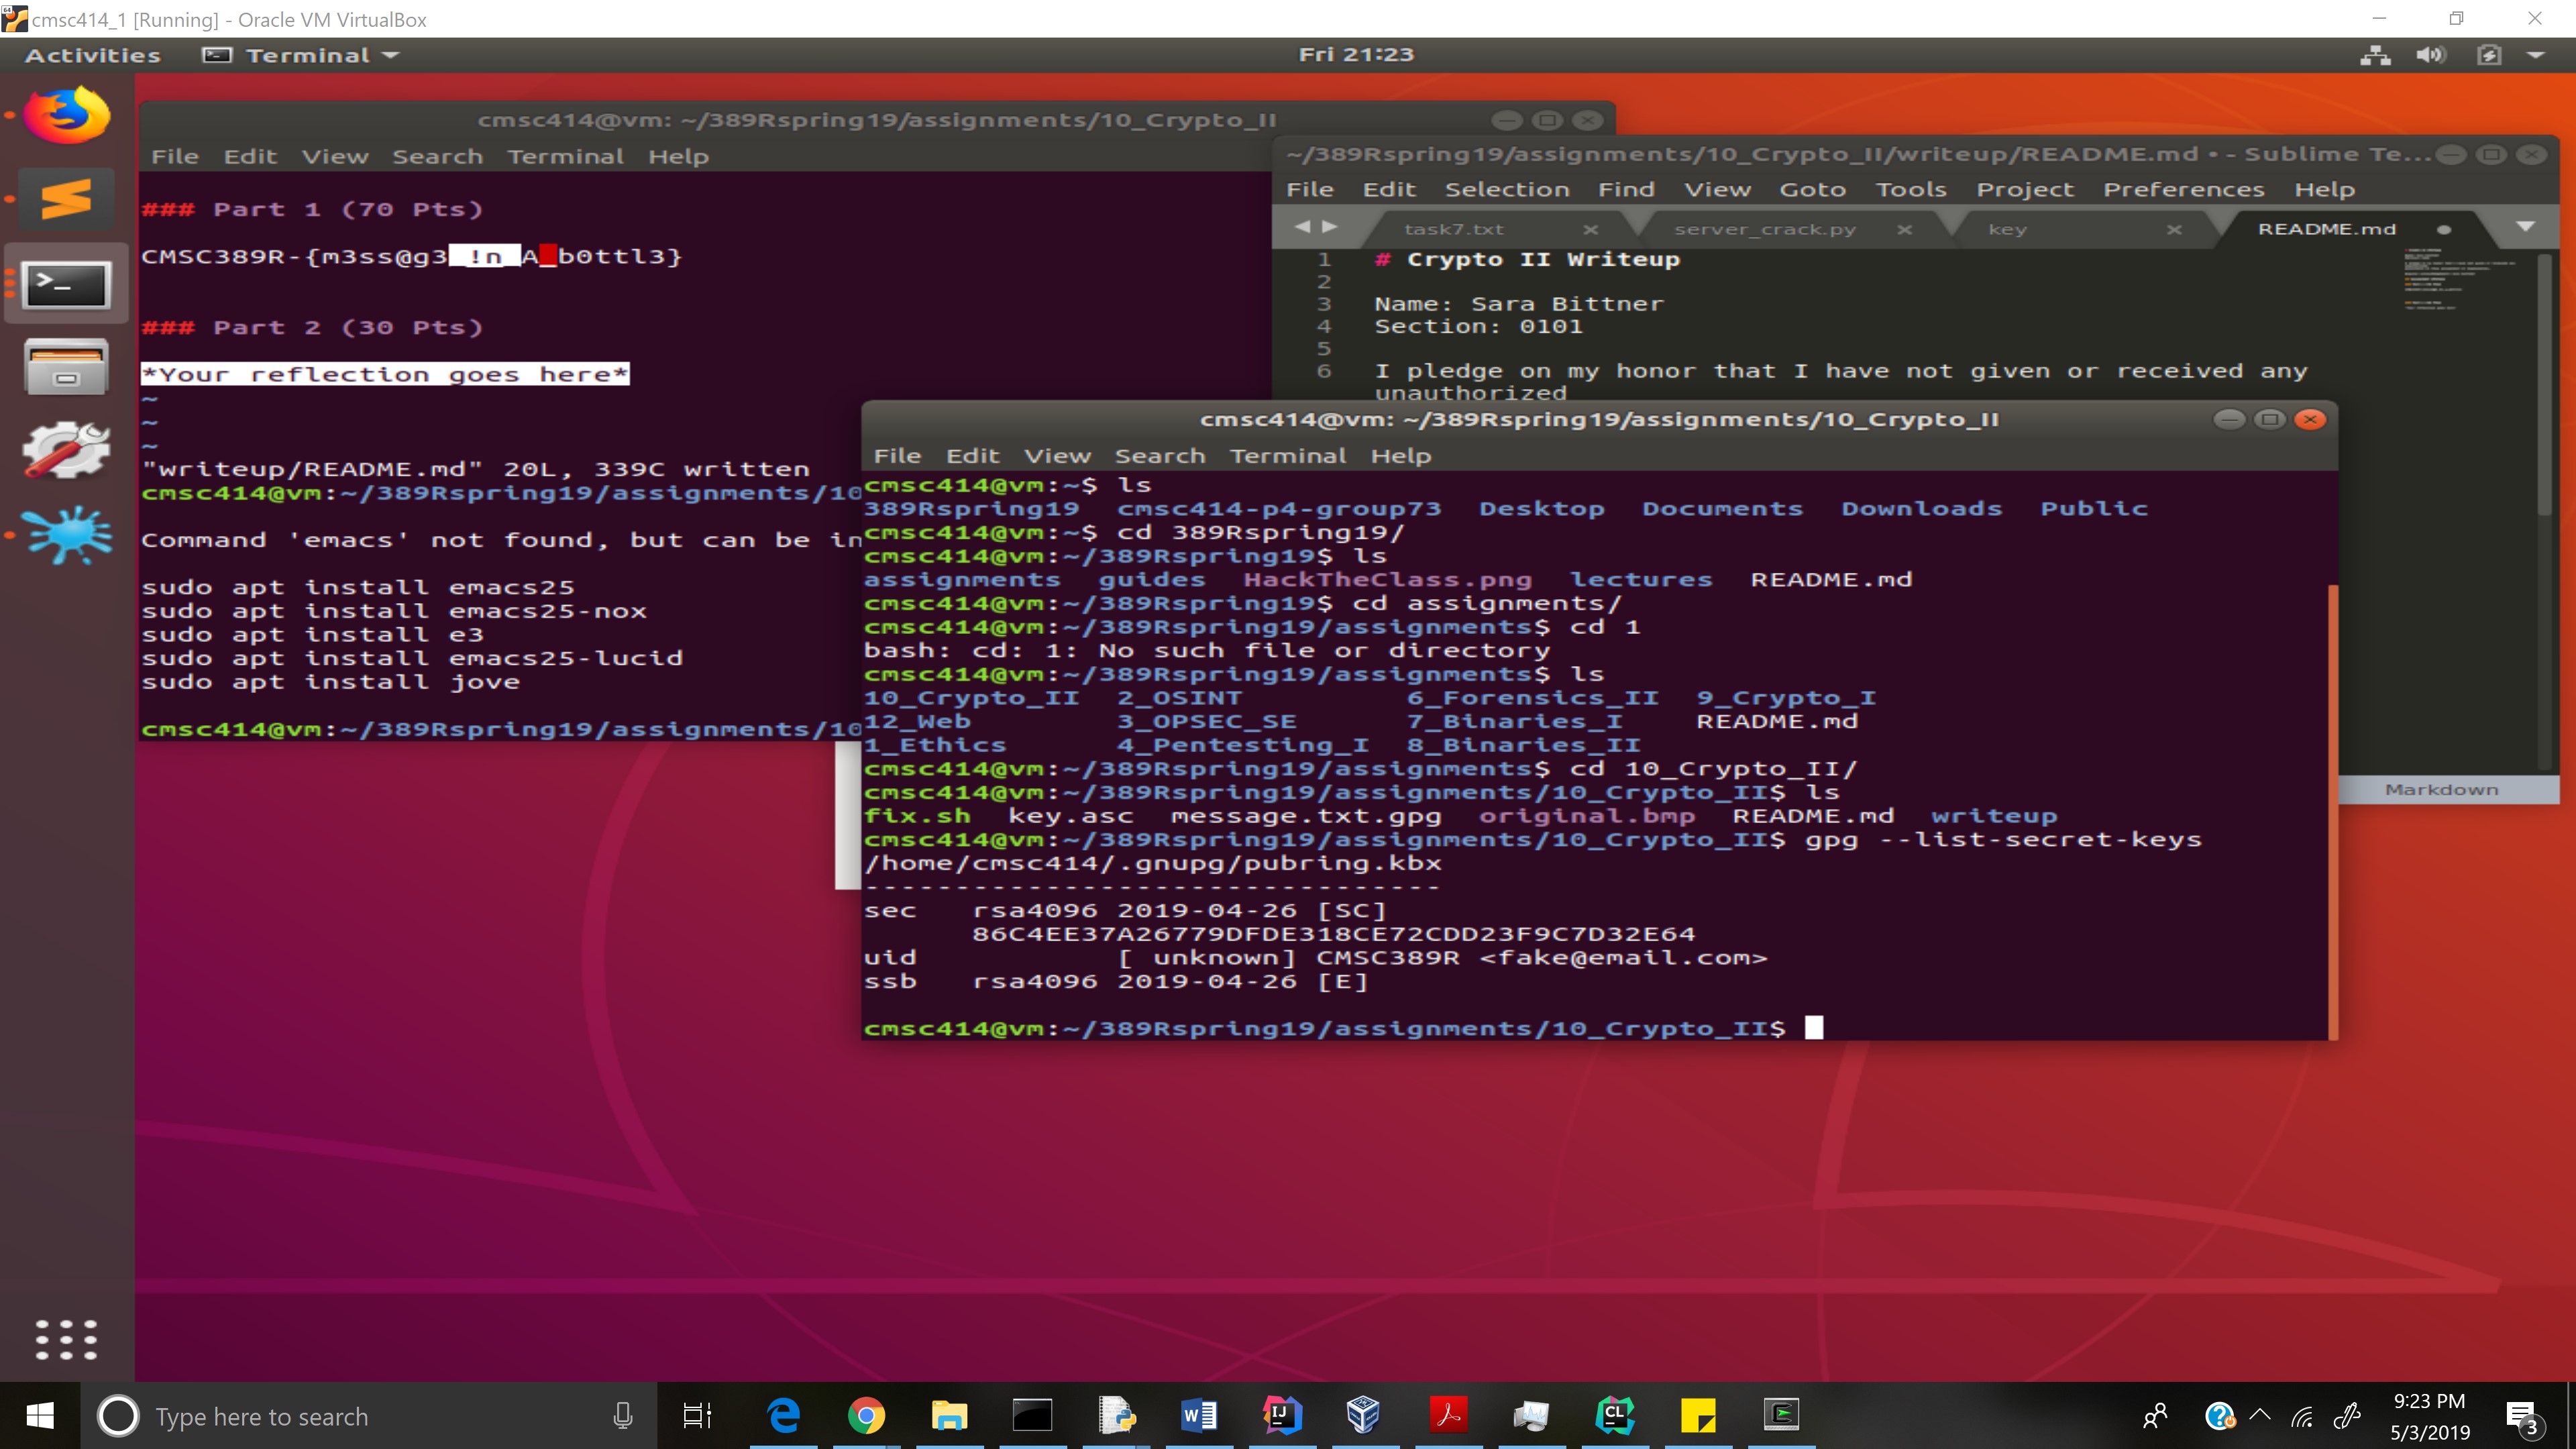 cmsc414_1 [Running] - Oracle VM VirtualBox
Activities Terminal Fri 21:23
cmsc414@vm: ~/389Rspring19/assignments/10_Crypto_II
File Edit View Search Terminal Help
### Part 1 (70 Pts)
CMSC389R-{m3ss@g3_!n_A_b0ttl3}
### Part 2 (30 Pts)
*Your reflection goes here*
~
~
~
"writeup/README.md" 20L, 339C written
cmsc414@vm:~/389Rspring19/assignments/10
Command 'emacs' not found, but can be in
sudo apt install emacs25
sudo apt install emacs25-nox
sudo apt install e3
sudo apt install emacs25-lucid
sudo apt install jove
cmsc414@vm:~/389Rspring19/assignments/10
~/389Rspring19/assignments/10_Crypto_II/writeup/README.md • - Sublime Te...
File Edit Selection Find View Goto Tools Project Preferences Help
task7.txt server_crack.py key README.md
1 # Crypto II Writeup
2
3 Name: Sara Bittner
4 Section: 0101
5
6 I pledge on my honor that I have not given or received any
unauthorized
Markdown
cmsc414@vm: ~/389Rspring19/assignments/10_Crypto_II
File Edit View Search Terminal Help
cmsc414@vm:~$ ls
389Rspring19 cmsc414-p4-group73 Desktop Documents Downloads Public
cmsc414@vm:~$ cd 389Rspring19/
cmsc414@vm:~/389Rspring19$ ls
assignments guides HackTheClass.png lectures README.md
cmsc414@vm:~/389Rspring19$ cd assignments/
cmsc414@vm:~/389Rspring19/assignments$ cd 1
bash: cd: 1: No such file or directory
cmsc414@vm:~/389Rspring19/assignments$ ls
10_Crypto_II 2_OSINT 6_Forensics_II 9_Crypto_I
12_Web 3_OPSEC_SE 7_Binaries_I README.md
1_Ethics 4_Pentesting_I 8_Binaries_II
cmsc414@vm:~/389Rspring19/assignments$ cd 10_Crypto_II/
cmsc414@vm:~/389Rspring19/assignments/10_Crypto_II$ ls
fix.sh key.asc message.txt.gpg original.bmp README.md writeup
cmsc414@vm:~/389Rspring19/assignments/10_Crypto_II$ gpg --list-secret-keys
/home/cmsc414/.gnupg/pubring.kbx
--------------------------------
sec rsa4096 2019-04-26 [SC]
86C4EE37A26779DFDE318CE72CDD23F9C7D32E64
uid [ unknown] CMSC389R <fake@email.com>
ssb rsa4096 2019-04-26 [E]
cmsc414@vm:~/389Rspring19/assignments/10_Crypto_II$
Type here to search
9:23 PM
5/3/2019
3